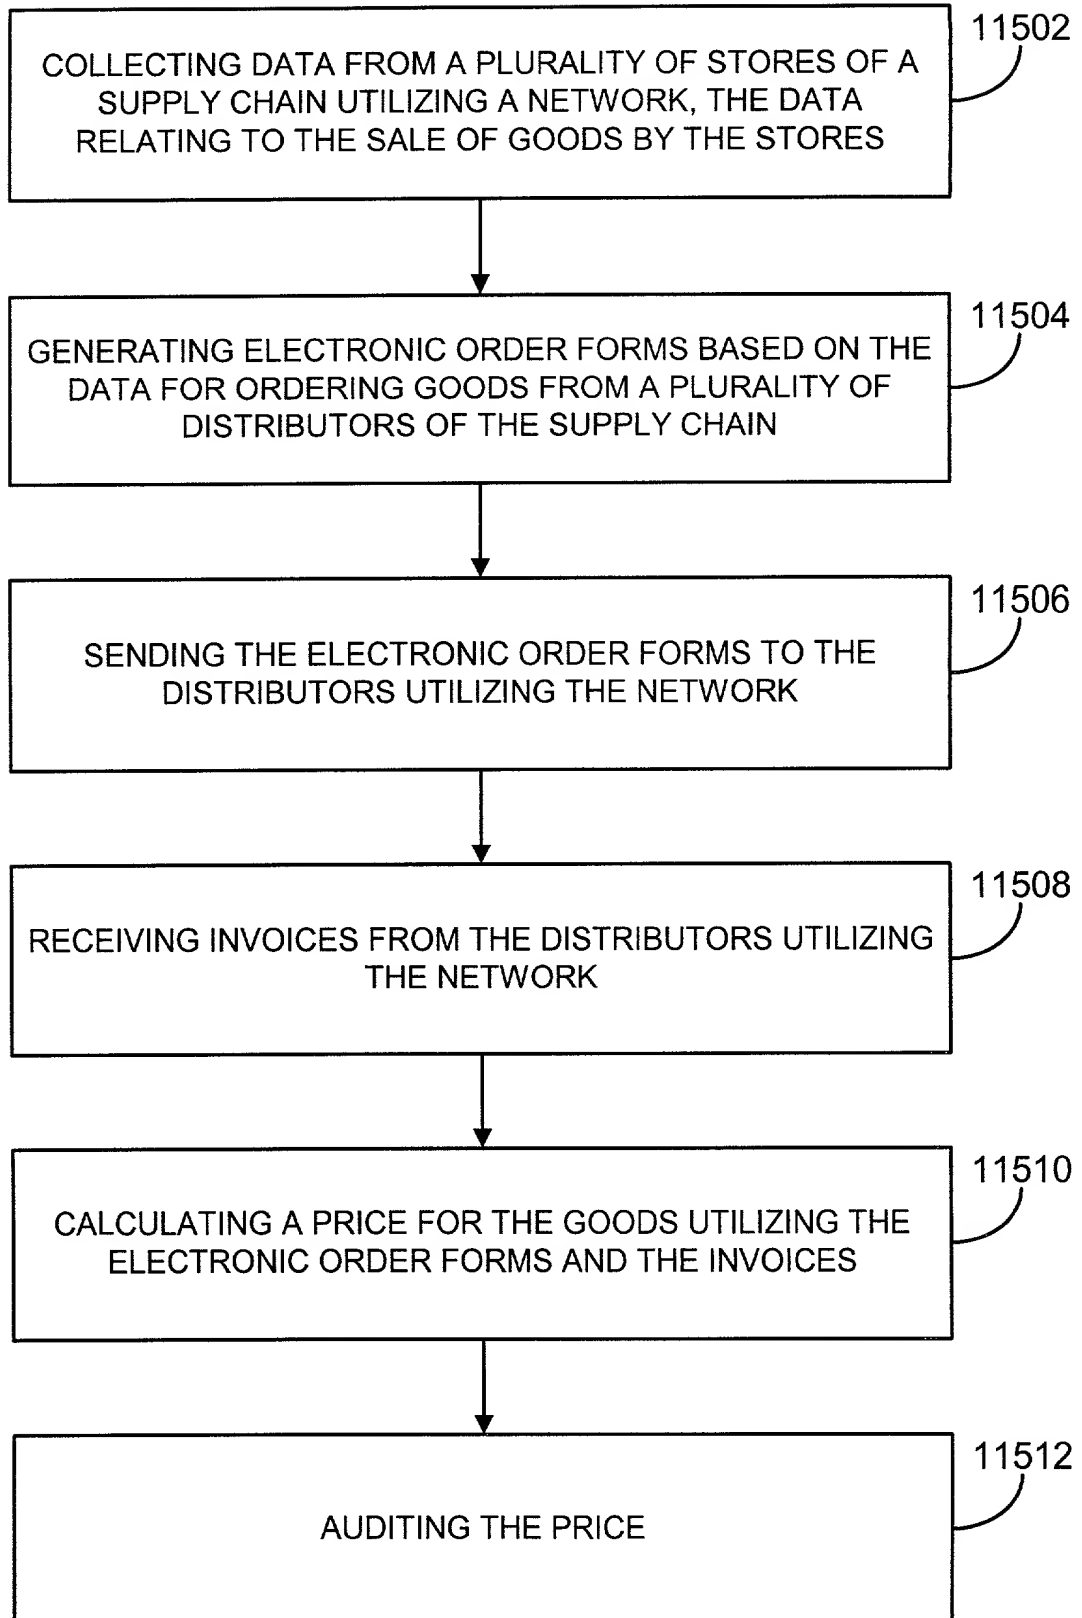 11502
COLLECTING DATA FROM A PLURALITY OF STORES OF A
SUPPLY CHAIN UTILIZING A NETWORK, THE DATA
RELATING TO THE SALE OF GOODS BY THE STORES
11504
GENERATING ELECTRONIC ORDER FORMS BASED ON THE
DATA FOR ORDERING GOODS FROM A PLURALITY OF
DISTRIBUTORS OF THE SUPPLY CHAIN
11506
SENDING THE ELECTRONIC ORDER FORMS TO THE
DISTRIBUTORS UTILIZING THE NETWORK
11508
RECEIVING INVOICES FROM THE DISTRIBUTORS UTILIZING
THE NETWORK
11510
CALCULATING A PRICE FOR THE GOODS UTILIZING THE
ELECTRONIC ORDER FORMS AND THE INVOICES
11512
AUDITING THE PRICE